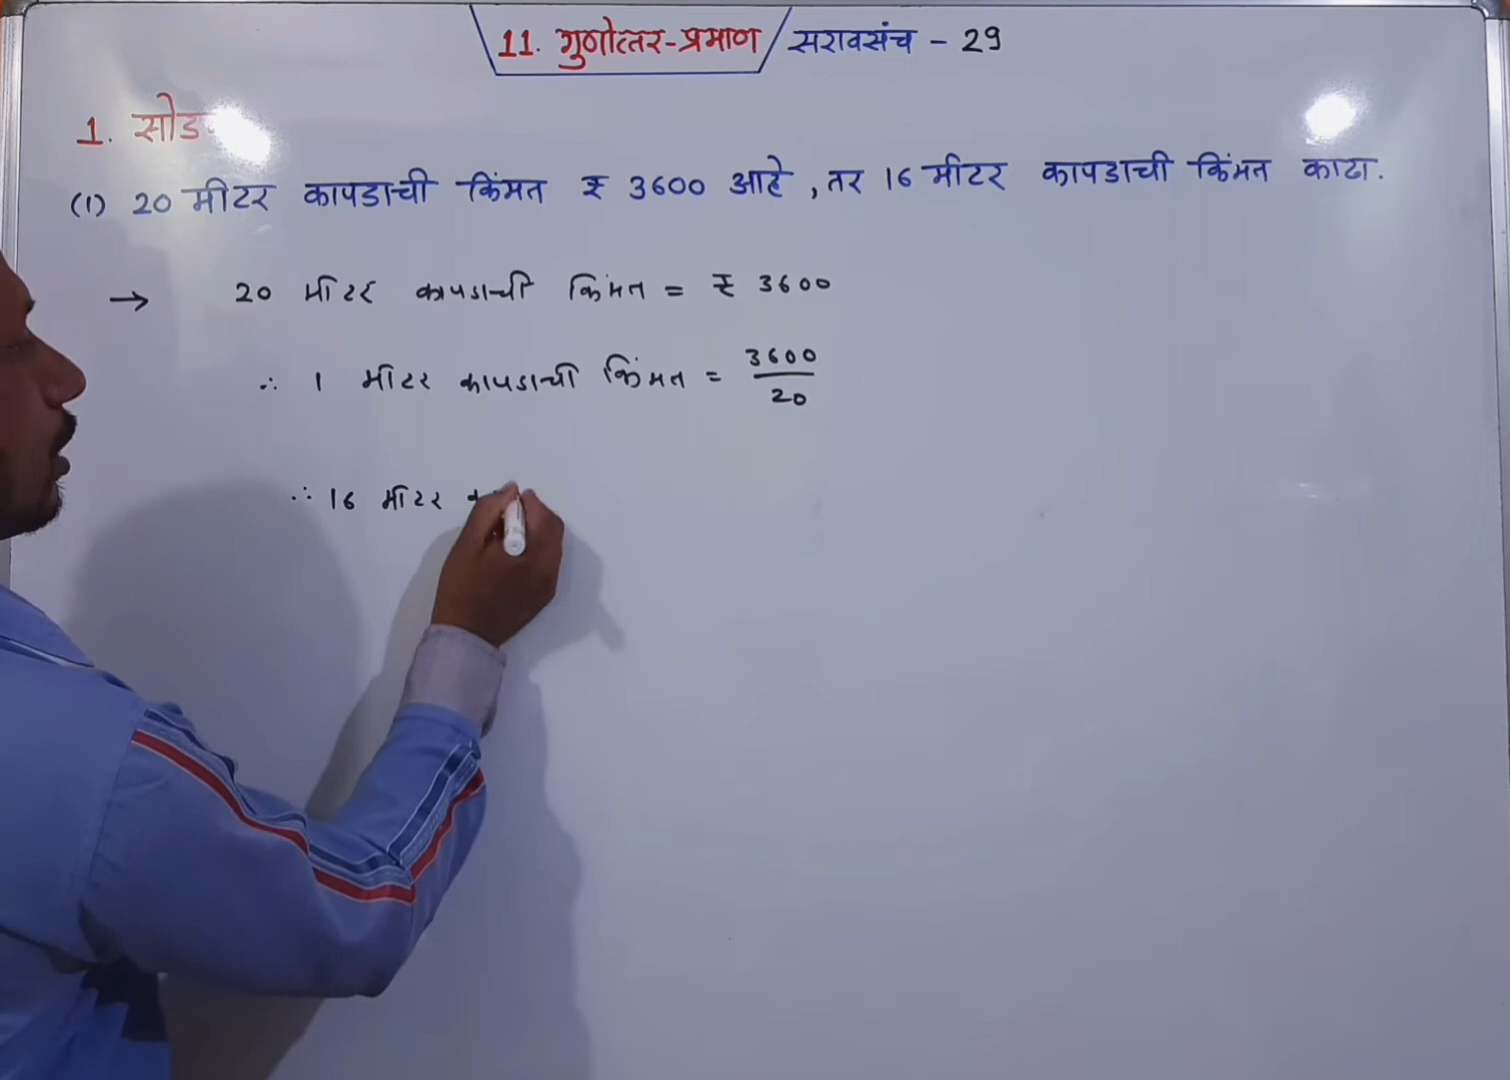 11. गुणोत्तर-प्रमाण / सरावसंच - 29
1. सोड
(1) 20 मीटर कापडाची किंमत ₹ 3600 आहे, तर 16 मीटर कापडाची किंमत काढा.
→ 20 मीटर कापडाची किंमत = ₹ 3600
∴ 1 मीटर कापडाची किंमत = 3600/20
∴ 16 मीटर